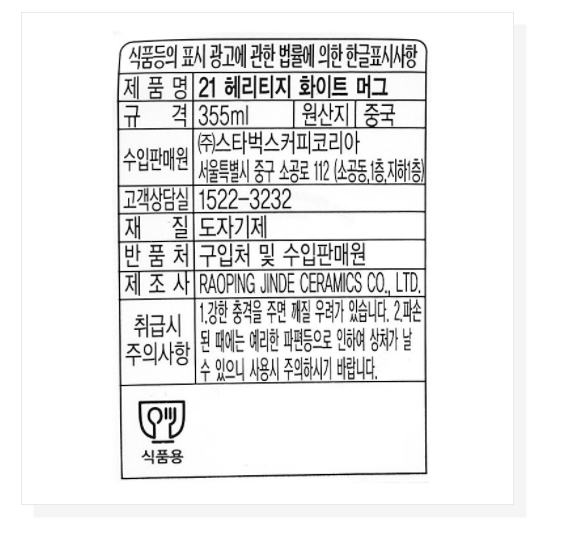 식품등의 표시 광고에 관한 법률에 의한 한글표시사항
제 품 명 21 헤리티지 화이트 머그
규 격 355ml 원산지 중국
수입판매원 (주)스타벅스커피코리아
서울특별시 중구 소공로 112 (소공동,1층,지하1층)
고객상담실 1522-3232
재 질 도자기제
반 품 처 구입처 및 수입판매원
제 조 사 RAOPING JINDE CERAMICS CO., LTD.
취급시
주의사항
1.강한 충격을 주면 깨질 우려가 있습니다. 2.파손
된 때에는 예리한 파편등으로 인하여 상처가 날
수 있으니 사용시 주의하시기 바랍니다.
식품용